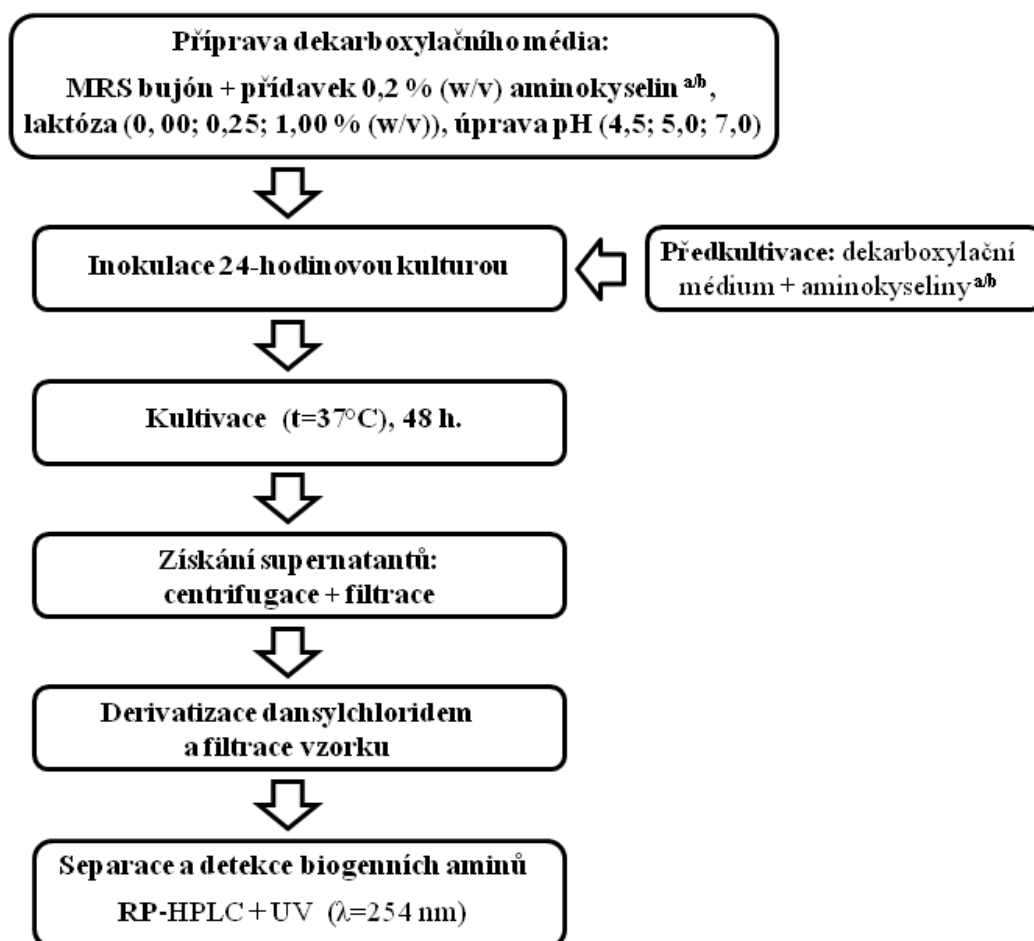 Příprava dekarboxylačního média:
MRS bujón + přídavek 0,2 % (w/v) aminokyselin a/b,
laktóza (0, 00; 0,25; 1,00 % (w/v)), úprava pH (4,5; 5,0; 7,0)
Inokulace 24-hodinovou kulturou
Předkultivace: dekarboxylační
médium + aminokyseliny a/b
Kultivace (t=37°C), 48 h.
Získání supernatantů:
centrifugace + filtrace
Derivatizace dansylchloridem
a filtrace vzorku
Separace a detekce biogenních aminů
RP-HPLC + UV (λ=254 nm)